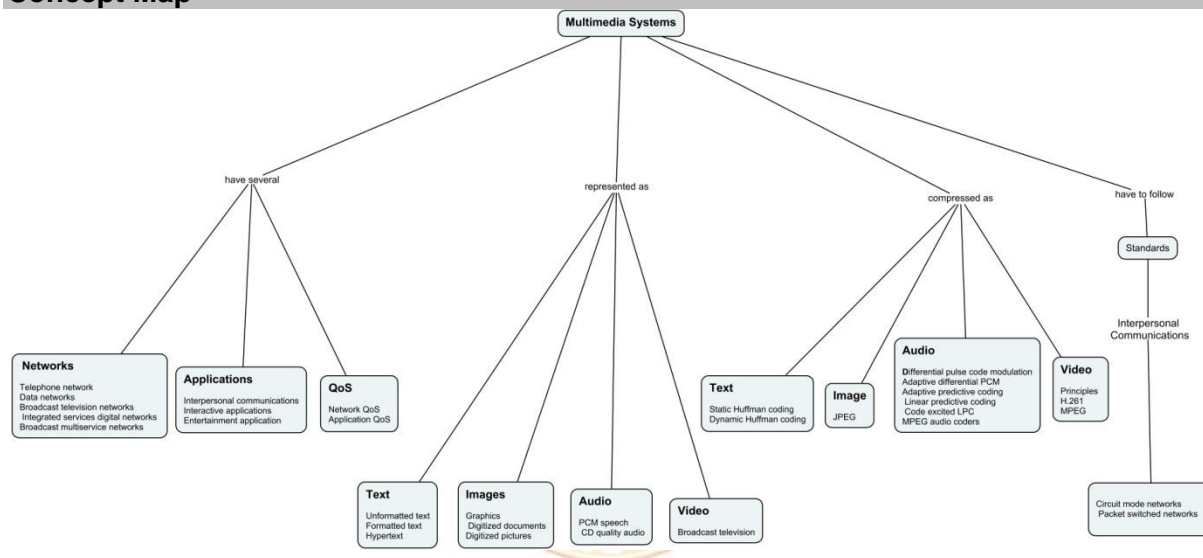 Concept Map
Multimedia Systems
have several
represented as
compressed as
have to follow
Standards
Interpersonal
Communications
Networks
Telephone network
Data networks
Broadcast television networks
Integrated services digital networks
Broadcast multiservice networks
Applications
Interpersonal communications
Interactive applications
Entertainment application
QoS
Network QoS
Application QoS
Text
Static Huffman coding
Dynamic Huffman coding
Image
JPEG
Audio
Differential pulse code modulation
Adaptive differential PCM
Adaptive predictive coding
Linear predictive coding
Code excited LPC
MPEG audio coders
Video
Principles
H.261
MPEG
Text
Unformatted text
Formatted text
Hypertext
Images
Graphics
Digitized documents
Digitized pictures
Audio
PCM speech
CD quality audio
Video
Broadcast television
Circuit mode networks
Packet switched networks